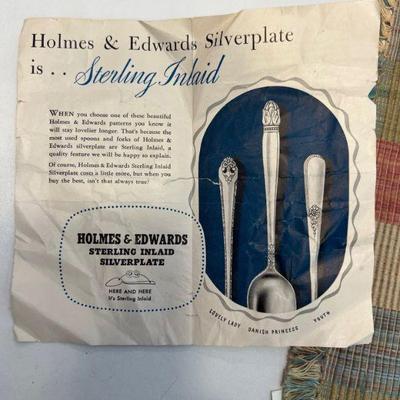 Holmes & Edwards Silverplate
is . . Sterling Inlaid
WHEN you choose one of these beautiful
Holmes & Edwards patterns you know it
will stay lovelier longer. That's because the
most used spoons and forks of Holmes &
Edwards silverplate are Sterling Inlaid, a
quality feature we will be happy to explain.
Of course, Holmes & Edwards Sterling Inlaid
Silverplate costs a little more, but when you
buy the best, isn't that always true?
HOLMES & EDWARDS
STERLING INLAID
SILVERPLATE
HERE AND HERE
It's Sterling Inlaid
LOVELY LADY DANISH PRINCESS YOUTH